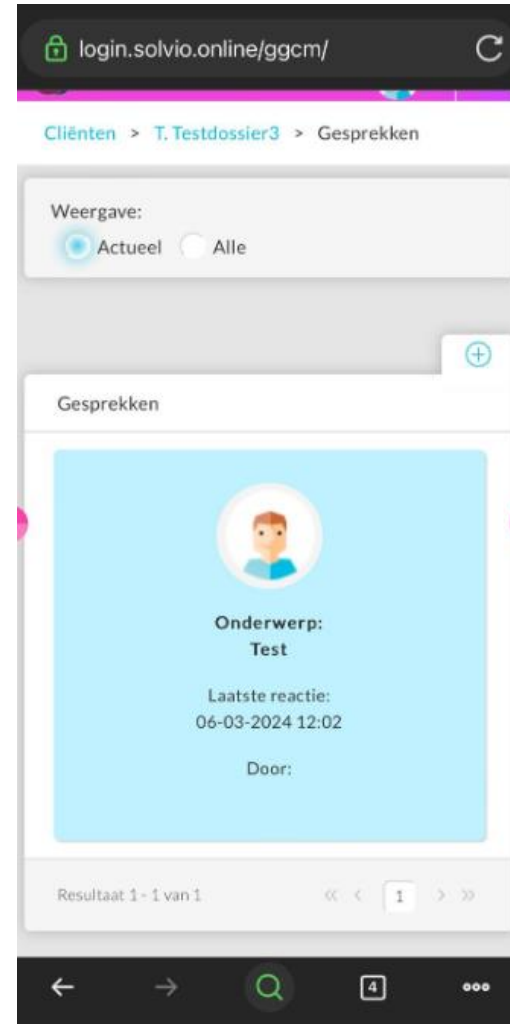 login.solvio.online/ggcm/
Cliënten > T. Testdossier3 > Gesprekken
Weergave:
Actueel Alle
Gesprekken
Onderwerp:
Test
Laatste reactie:
06-03-2024 12:02
Door:
Resultaat 1 - 1 van 1 « < 1 > »
4